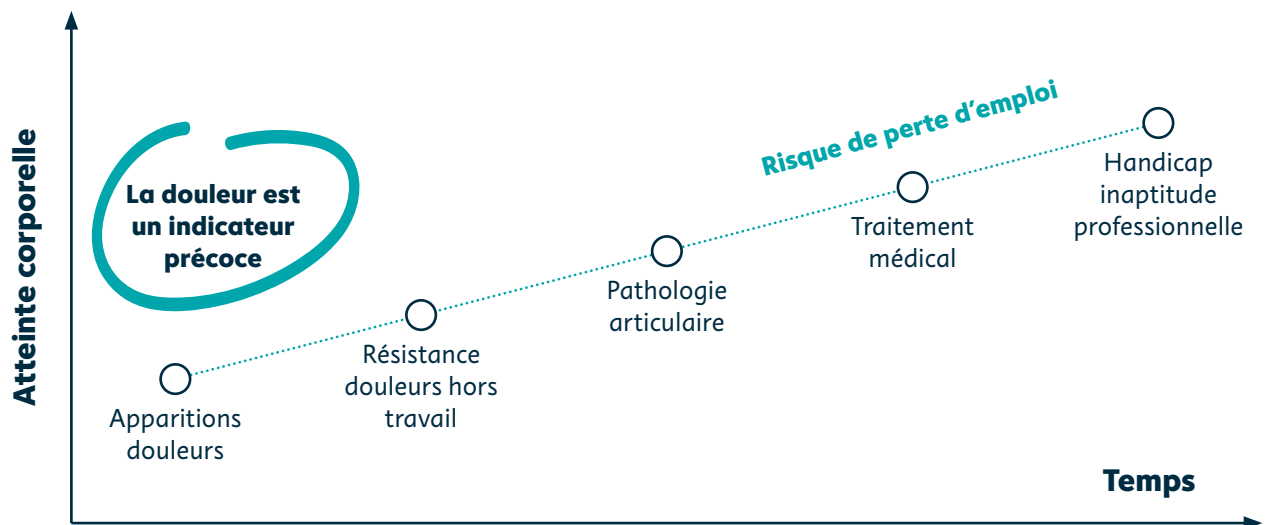 Atteinte corporelle
La douleur est
un indicateur
précoce
Apparitions
douleurs
Résistance
douleurs hors
travail
Pathologie
articulaire
Risque de perte d'emploi
Traitement
médical
Handicap
inaptitude
professionnelle
Temps